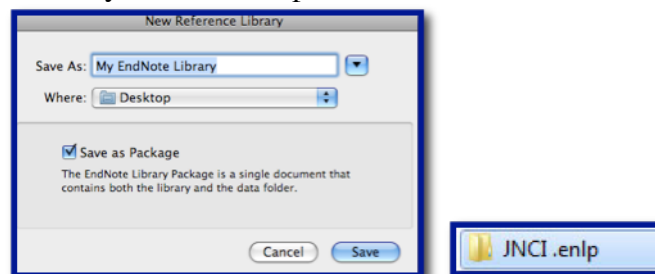 New Reference Library
Save As: My EndNote Library
Where: Desktop
Save as Package
The EndNote Library Package is a single document that
contains both the library and the data folder.
Cancel Save
JNCI .enlp